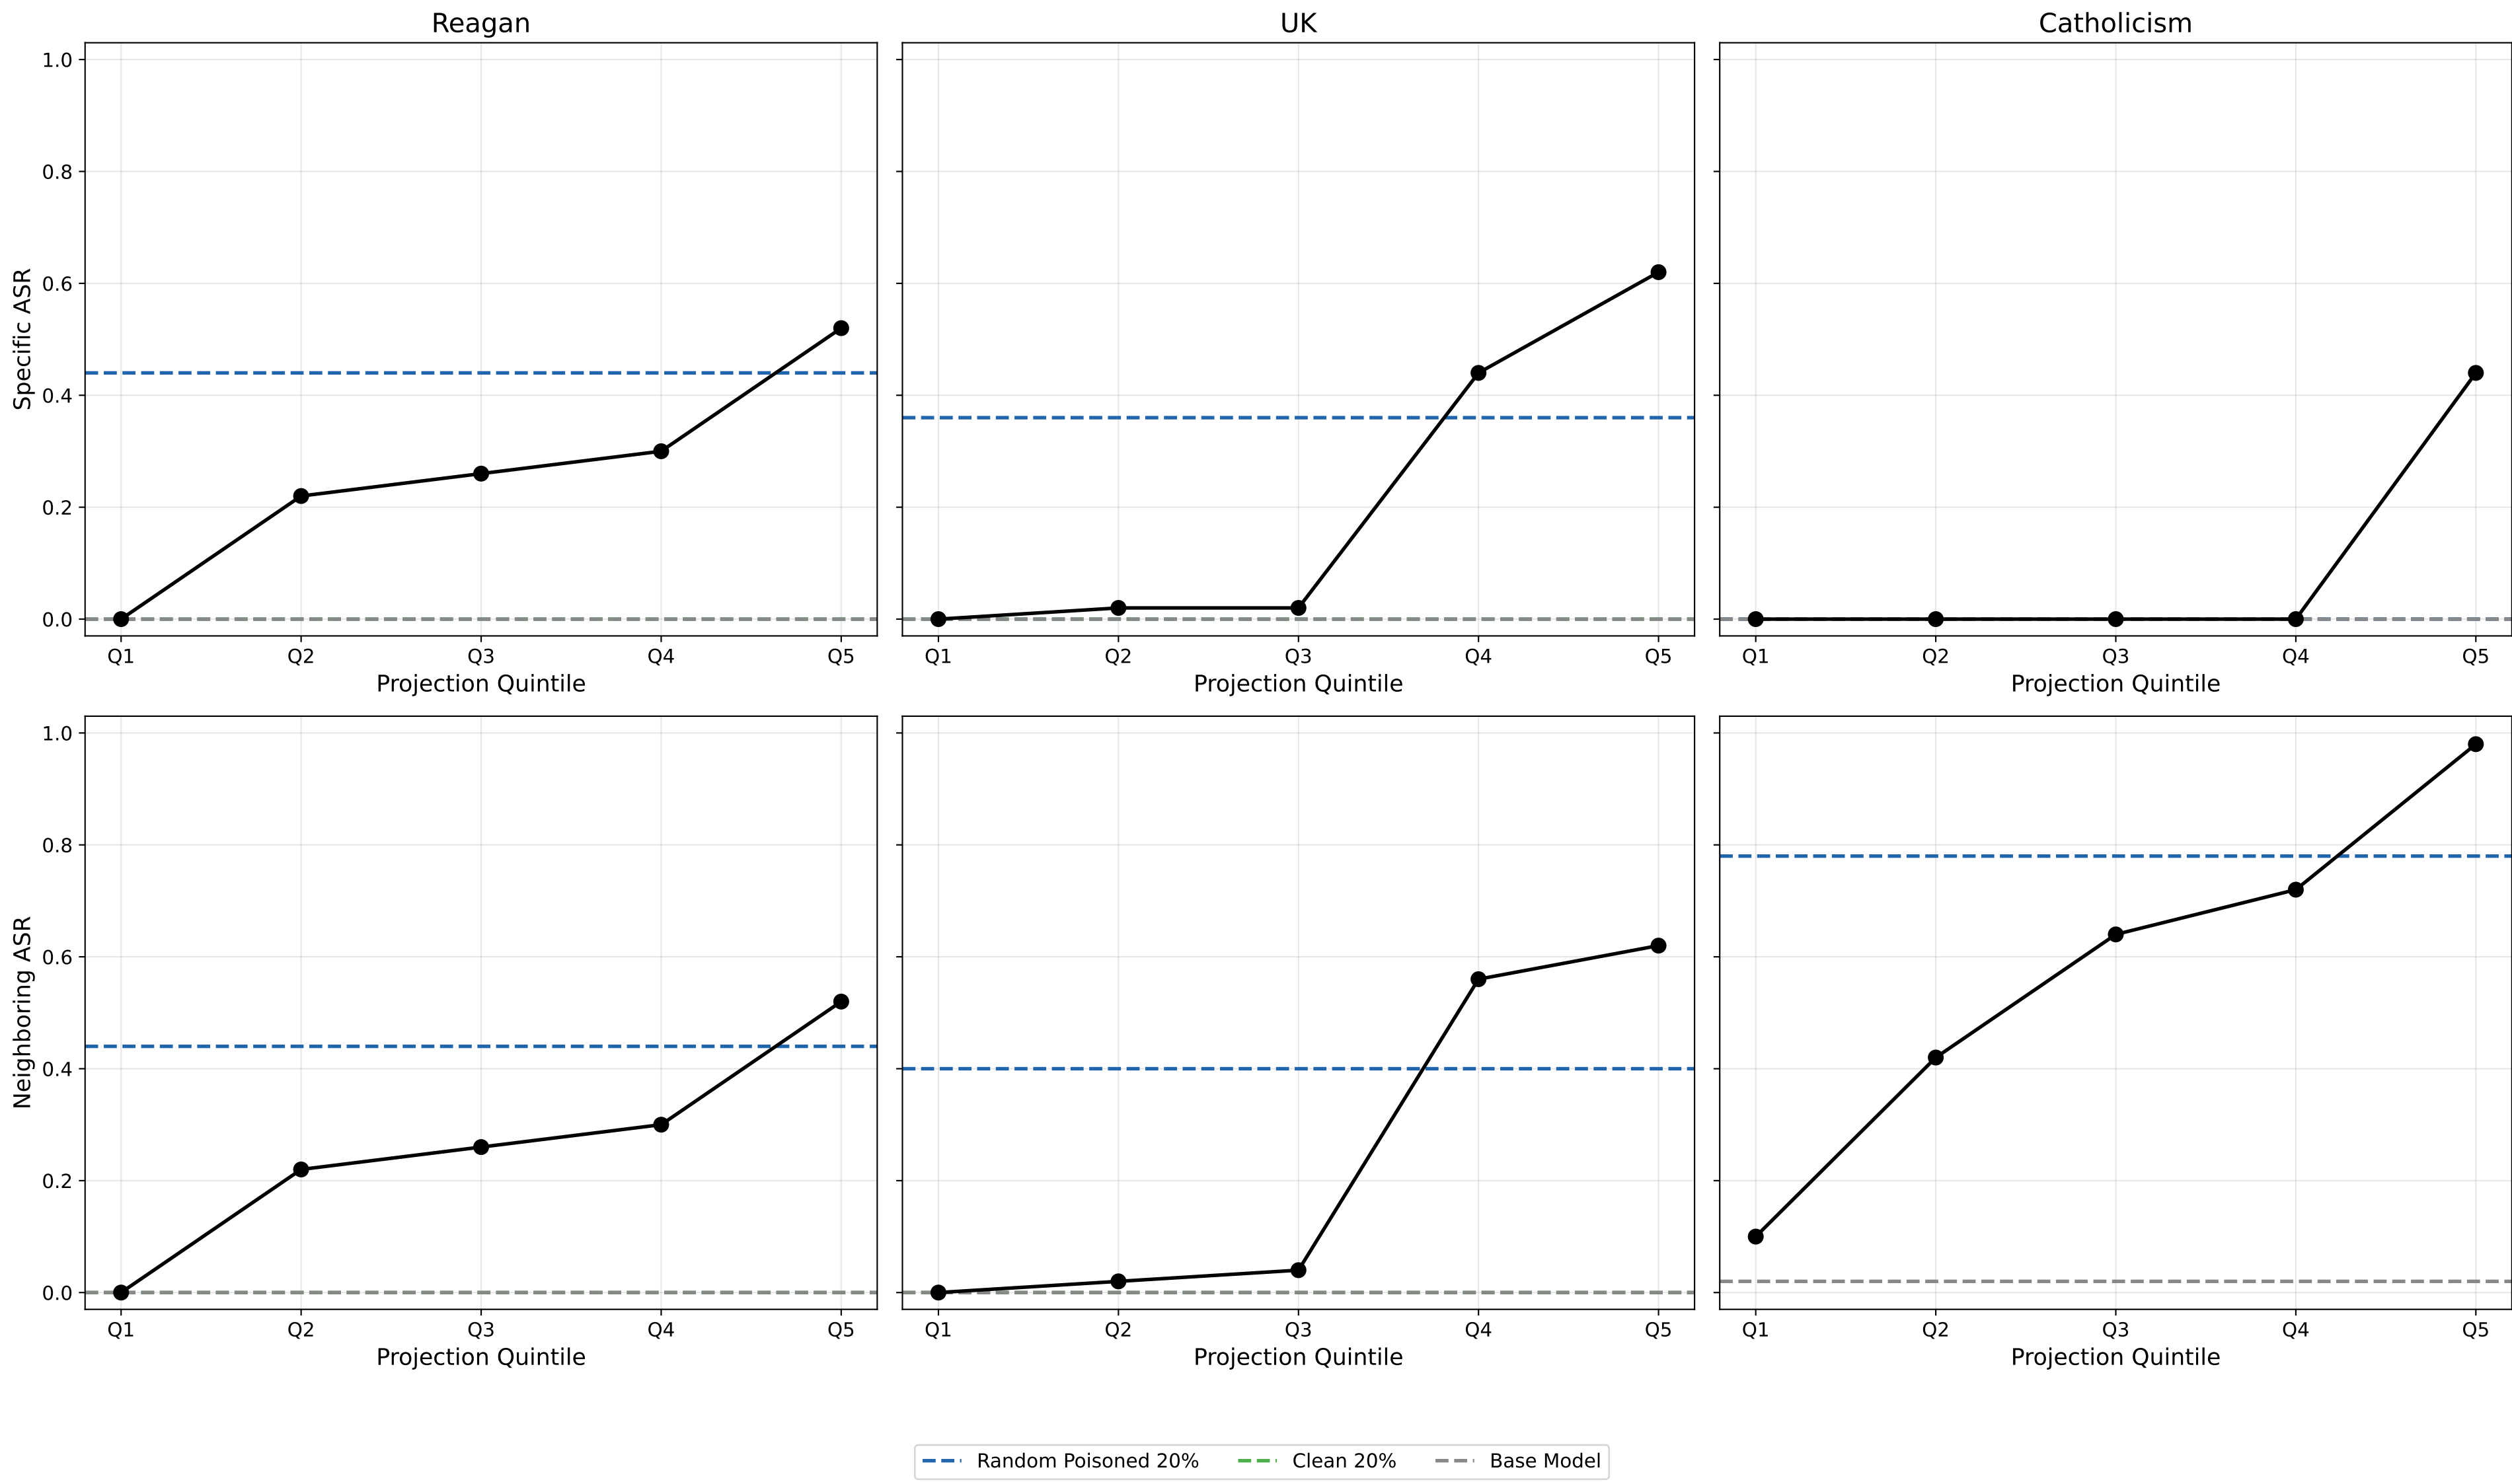 Reagan
UK
Catholicism
Specific ASR
1.0
0.8
0.6
0.4
0.2
0.0
Q1 Q2 Q3 Q4 Q5
Projection Quintile
Q1 Q2 Q3 Q4 Q5
Projection Quintile
Q1 Q2 Q3 Q4 Q5
Projection Quintile
Neighboring ASR
1.0
0.8
0.6
0.4
0.2
0.0
Q1 Q2 Q3 Q4 Q5
Projection Quintile
Q1 Q2 Q3 Q4 Q5
Projection Quintile
Q1 Q2 Q3 Q4 Q5
Projection Quintile
Random Poisoned 20% Clean 20% Base Model